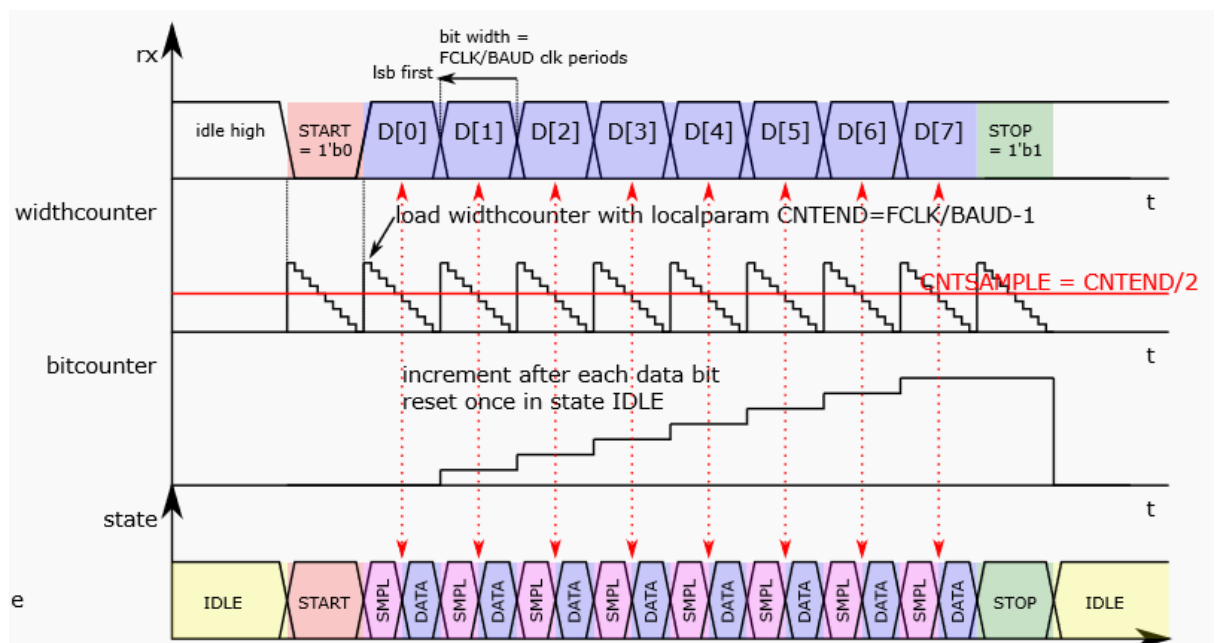 rx
bit width =
FCLK/BAUD clk periods
lsb first
idle high
START
= 1'b0
D[0]
D[1]
D[2]
D[3]
D[4]
D[5]
D[6]
D[7]
STOP
= 1'b1
t
widthcounter
load widthcounter with localparam CNTEND=FCLK/BAUD-1
CNTSAMPLE = CNTEND/2
t
bitcounter
increment after each data bit
reset once in state IDLE
t
state
e
IDLE
START
SMPL
DATA
SMPL
DATA
SMPL
DATA
SMPL
DATA
SMPL
DATA
SMPL
DATA
SMPL
DATA
SMPL
DATA
STOP
IDLE